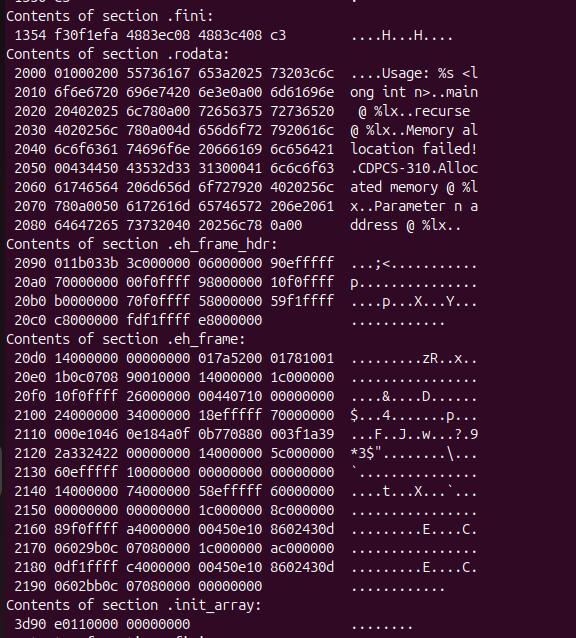 Contents of section .fini:
 1354 f30f1efa 4883ec08 4883c408 c3        ....H...H....
Contents of section .rodata:
 2000 01000200 55736167 653a2025 73203c6c  ....Usage: %s <l
 2010 6f6e6720 696e7420 6e3e0a00 6d61696e  ong int n>..main
 2020 20402025 6c780a00 72656375 72736520   @ %lx..recurse 
 2030 4020256c 780a004d 656d6f72 7920616c  @ %lx..Memory al
 2040 6c6f6361 74696f6e 20666169 6c656421  location failed!
 2050 00434450 43532d33 31300041 6c6c6f63  .CDPCS-310.Alloc
 2060 61746564 206d656d 6f727920 4020256c  ated memory @ %l
 2070 780a0050 6172616d 65746572 206e2061  x..Parameter n a
 2080 64647265 73732040 20256c78 0a00      ddress @ %lx..
Contents of section .eh_frame_hdr:
 2090 011b033b 3c000000 06000000 90efffff  ...;<...........
 20a0 70000000 00f0ffff 98000000 10f0ffff  p...............
 20b0 b0000000 70f0ffff 58000000 59f1ffff  ....p...X...Y...
 20c0 c8000000 fdf1ffff e8000000           ............
Contents of section .eh_frame:
 20d0 14000000 00000000 017a5200 01781001  .........zR..x..
 20e0 1b0c0708 90010000 14000000 1c000000  ................
 20f0 10f0ffff 26000000 00440710 00000000  ....&....D......
 2100 24000000 34000000 18efffff 70000000  $...4.......p...
 2110 000e1046 0e184a0f 0b770880 003f1a39  ...F..J..w...?.9
 2120 2a332422 00000000 14000000 5c000000  *3$"........\...
 2130 60efffff 10000000 00000000 00000000  `...............
 2140 14000000 74000000 58efffff 60000000  ....t...X...`...
 2150 00000000 00000000 1c000000 8c000000  ................
 2160 89f0ffff a4000000 00450e10 8602430d  .........E....C.
 2170 06029b0c 07080000 1c000000 ac000000  ................
 2180 0df1ffff c4000000 00450e10 8602430d  .........E....C.
 2190 0602bb0c 07080000 00000000           ............
Contents of section .init_array:
 3d90 e0110000 00000000                    ........